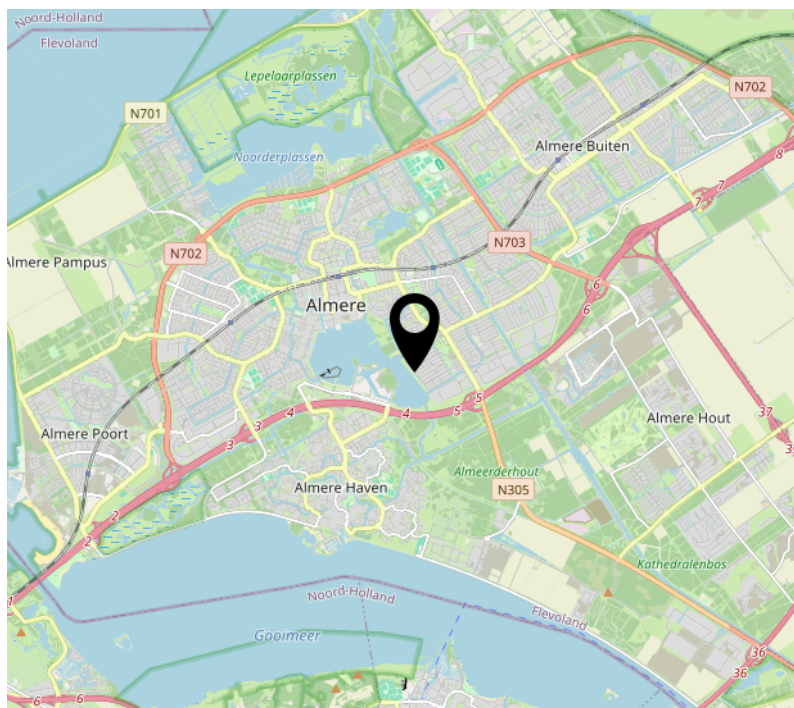 Noord-Holland
Flevoland
Lepelaarplassen
N702
N701
Almere Buiten
8
Noorderplassen
7
7
N703
N702
Almere Pampus
6
6
Almere
37
Almere Hout
4
5
5
3
4
3
Almere Poort
Almeerderhout
Almere Haven
N305
2
2
Kathedralenbos
1
Noord-Holland
Flevoland
Gooimeer
36
36
6
6